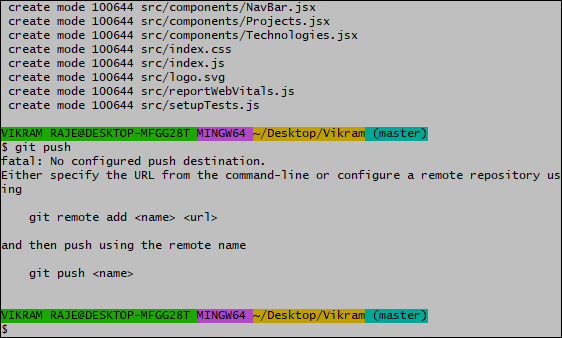 create mode 100644 src/components/NavBar.jsx
create mode 100644 src/components/Projects.jsx
create mode 100644 src/components/Technologies.jsx
create mode 100644 src/index.css
create mode 100644 src/index.js
create mode 100644 src/logo.svg
create mode 100644 src/reportWebVitals.js
create mode 100644 src/setupTests.js
VIKRAM RAJE@DESKTOP-MFGG28T MINGW64 ~/Desktop/Vikram (master)
$ git push
fatal: No configured push destination.
Either specify the URL from the command-line or configure a remote repository us
ing
git remote add <name> <url>
and then push using the remote name
git push <name>
VIKRAM RAJE@DESKTOP-MFGG28T MINGW64 ~/Desktop/Vikram (master)
$